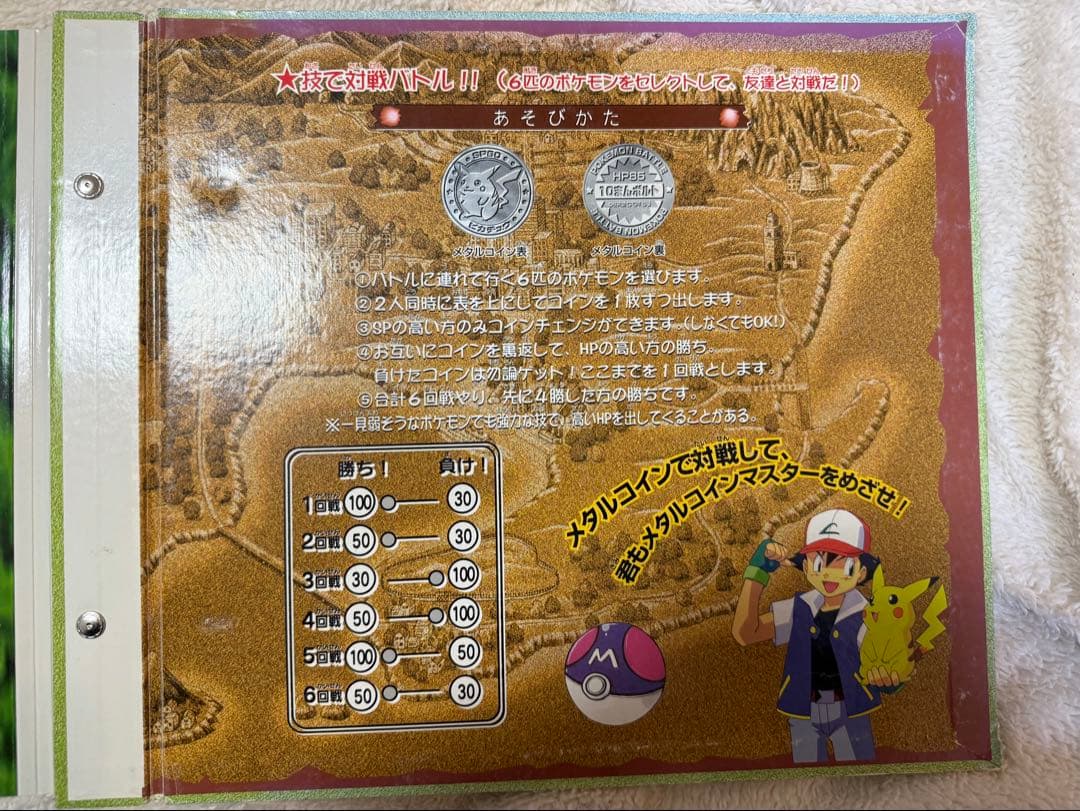 ★技で対戦バトル!!(6匹のポケモンをセレクトして、友達と対戦だ!)
あそびかた
SP60
ピカチュウ
POKEMON BATTLE
HP85
10まんボルト
POKEMON BATTLE
メタルコイン表
メタルコイン裏
①バトルに連れて行く6匹のポケモンを選びます。
②2人同時に表を上にしてコインを1枚ずつ出します。
③SPの高い方のみコインチェンジができます。(しなくてもOK!)
④お互いにコインを裏返して、HPの高い方の勝ち。
負けたコインは勿論ゲット!ここまでを1回戦とします。
⑤合計6回戦やり、先に4勝した方の勝ちです。
※一見弱そうなポケモンでも強力な技で、高いHPを出してくることがある。
勝ち! 負け!
1回戦 100 30
2回戦 50 30
3回戦 30 100
4回戦 50 100
5回戦 100 50
6回戦 50 30
メタルコインで対戦して、
君もメタルコインマスターをめざせ!
M